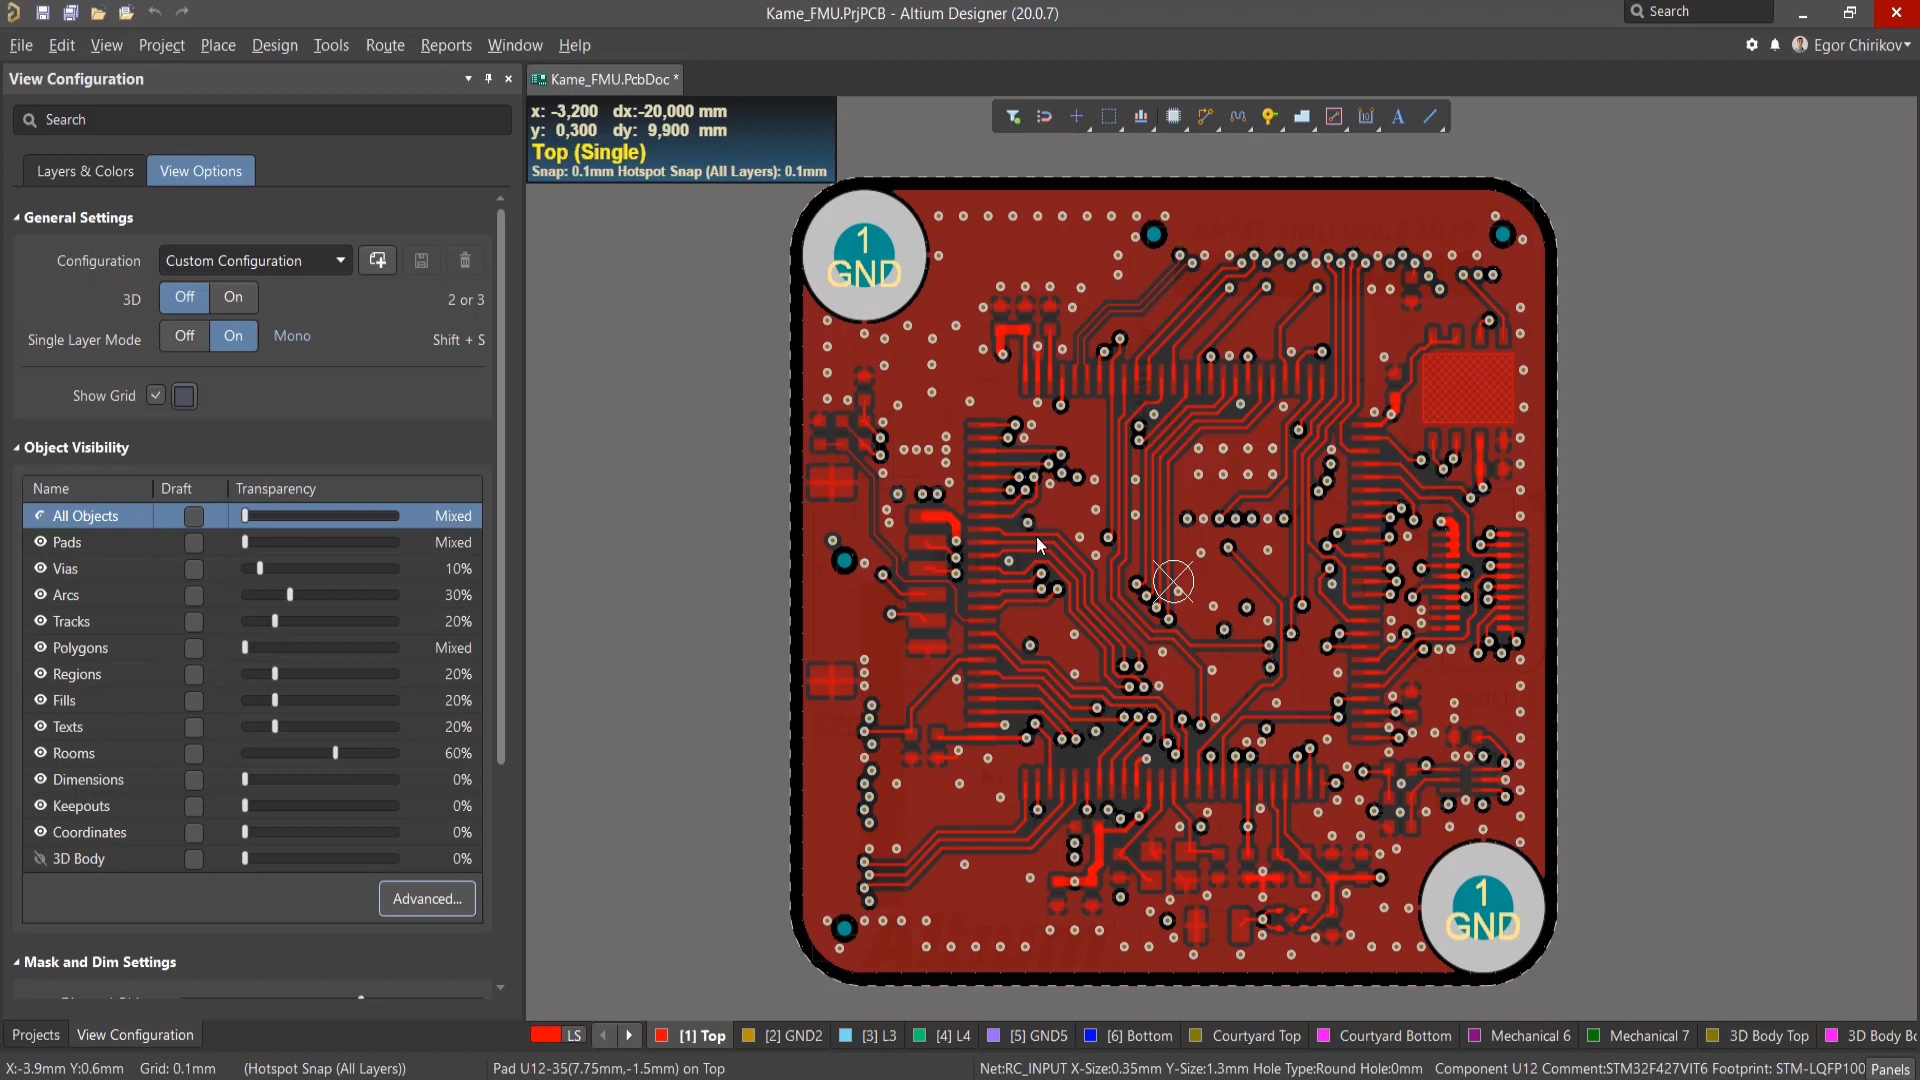 Kame_FMU.PrjPCB - Altium Designer (20.0.7)
Search
File Edit View Project Place Design Tools Route Reports Window Help
Egor Chirikov
View Configuration
Kame_FMU.PcbDoc *
Search
x: -3,200 dx:-20,000 mm
y: 0,300 dy: 9,900 mm
Top (Single)
Snap: 0.1mm Hotspot Snap (All Layers): 0.1mm
Layers & Colors View Options
General Settings
Configuration Custom Configuration
3D Off On 2 or 3
Single Layer Mode Off On Mono Shift + S
Show Grid
Object Visibility
Name Draft Transparency
All Objects Mixed
Pads Mixed
Vias 10%
Arcs 30%
Tracks 20%
Polygons Mixed
Regions 20%
Fills 20%
Texts 20%
Rooms 60%
Dimensions 0%
Keepouts 0%
Coordinates 0%
3D Body 0%
Advanced...
Mask and Dim Settings
1
GND
1
GND
Projects View Configuration
LS [1] Top [2] GND2 [3] L3 [4] L4 [5] GND5 [6] Bottom Courtyard Top Courtyard Bottom Mechanical 6 Mechanical 7 3D Body Top 3D Body Bo
X:-3.9mm Y:0.6mm Grid: 0.1mm (Hotspot Snap (All Layers)) Pad U12-35(7.75mm,-1.5mm) on Top Net:RC_INPUT X-Size:0.35mm Y-Size:1.3mm Hole Type:Round Hole:0mm Component U12 Comment:STM32F427VIT6 Footprint: STM-LQFP100 Panels